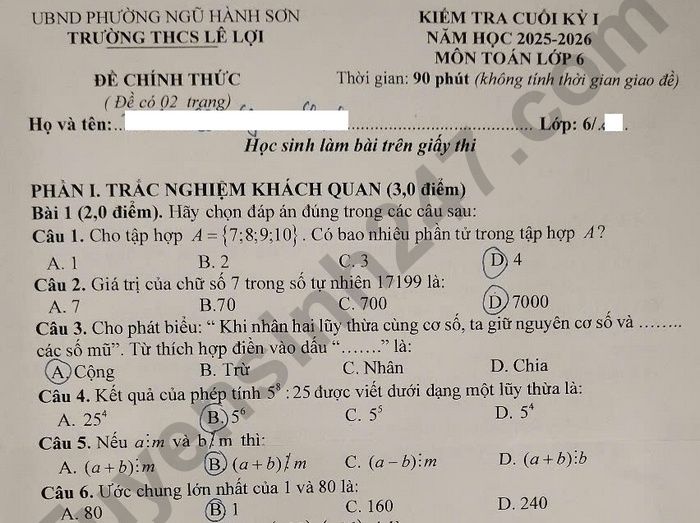 UBND PHƯỜNG NGŨ HÀNH SƠN
TRƯỜNG THCS LÊ LỢI
ĐỀ CHÍNH THỨC
(Đề có 02 trang)
KIỂM TRA CUỐI KỲ I
NĂM HỌC 2025-2026
MÔN TOÁN LỚP 6
Thời gian: 90 phút (không tính thời gian giao đề)
Họ và tên:.. .......................................... Lớp: 6/.
Học sinh làm bài trên giấy thi
PHẦN I. TRẮC NGHIỆM KHÁCH QUAN (3,0 điểm)
Bài 1 (2,0 điểm). Hãy chọn đáp án đúng trong các câu sau:
Câu 1. Cho tập hợp A = {7;8;9;10}. Có bao nhiêu phần tử trong tập hợp A?
A. 1 B. 2 C. 3 D. 4
Câu 2. Giá trị của chữ số 7 trong số tự nhiên 17199 là:
A. 7 B.70 C. 700 D. 7000
Câu 3. Cho phát biểu: “ Khi nhân hai lũy thừa cùng cơ số, ta giữ nguyên cơ số và ........
các số mũ”. Từ thích hợp điền vào dấu “.......” là:
A. Cộng B. Trừ C. Nhân D. Chia
Câu 4. Kết quả của phép tính 5⁸ : 25 được viết dưới dạng một lũy thừa là:
A. 25⁴ B. 5⁶ C. 5⁵ D. 5⁴
Câu 5. Nếu a⋮m và b⋮̸m thì:
A. (a+b)⋮m B. (a+b)⋮̸m C. (a−b)⋮m D. (a+b)⋮b
Câu 6. Ước chung lớn nhất của 1 và 80 là:
A. 80 B. 1 C. 160 D. 240
Tuyensinh247.com